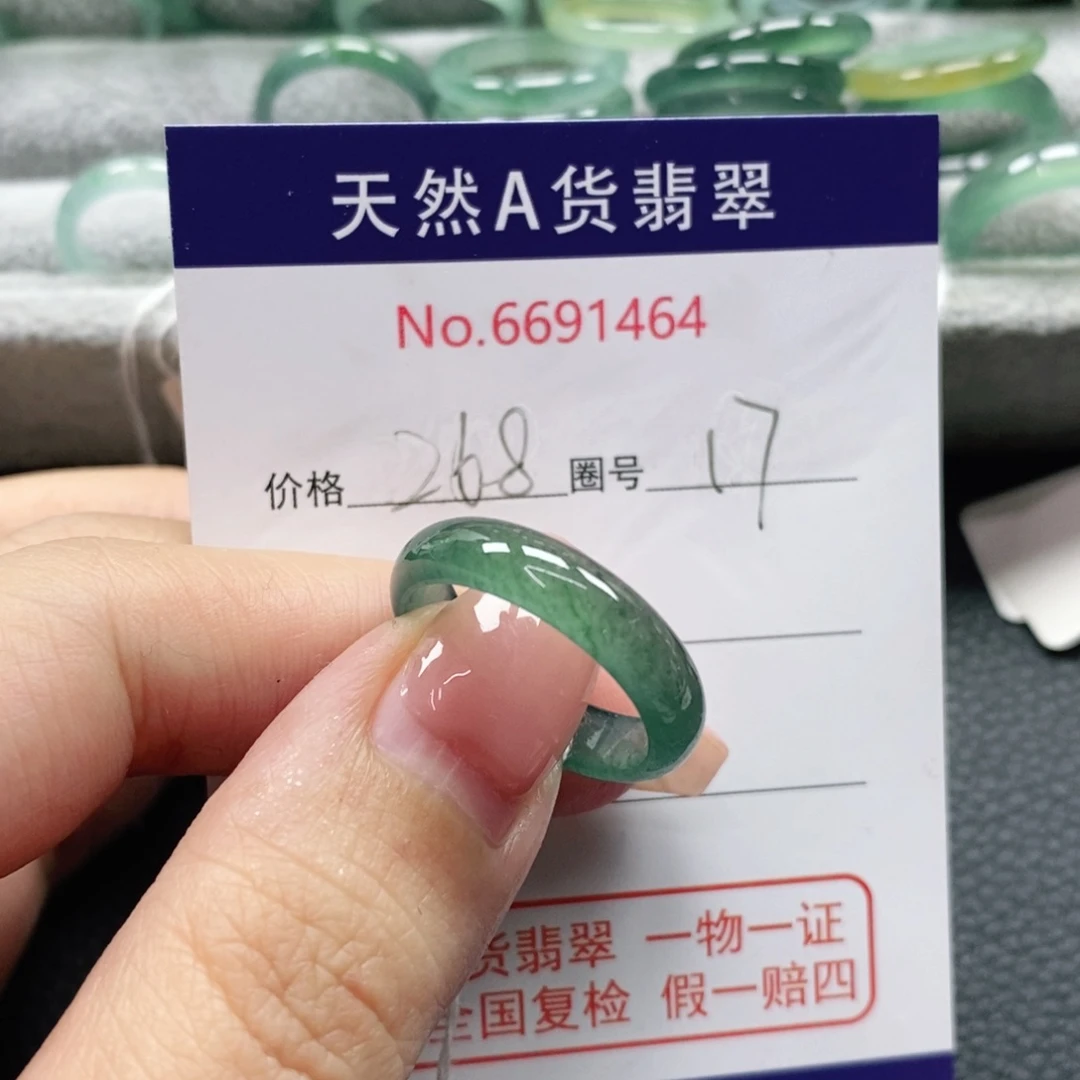 天然A货翡翠
No.6691464
价格 268 圈号 17
货翡翠 一物一证
全国复检 假一赔四